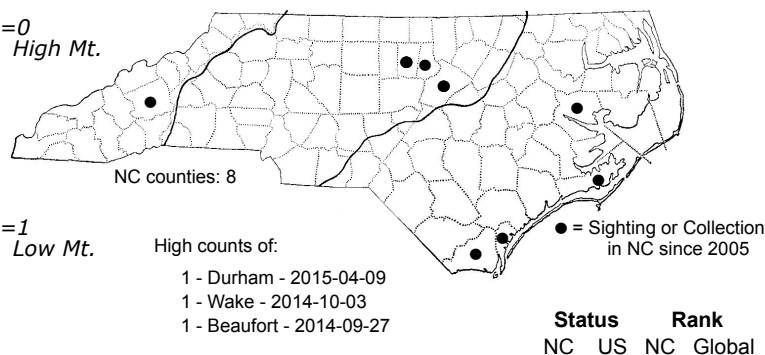 =0
High Mt.
NC counties: 8
=1
Low Mt.
High counts of:
1 - Durham - 2015-04-09
1 - Wake - 2014-10-03
1 - Beaufort - 2014-09-27
● = Sighting or Collection
in NC since 2005
Status Rank
NC US NC Global